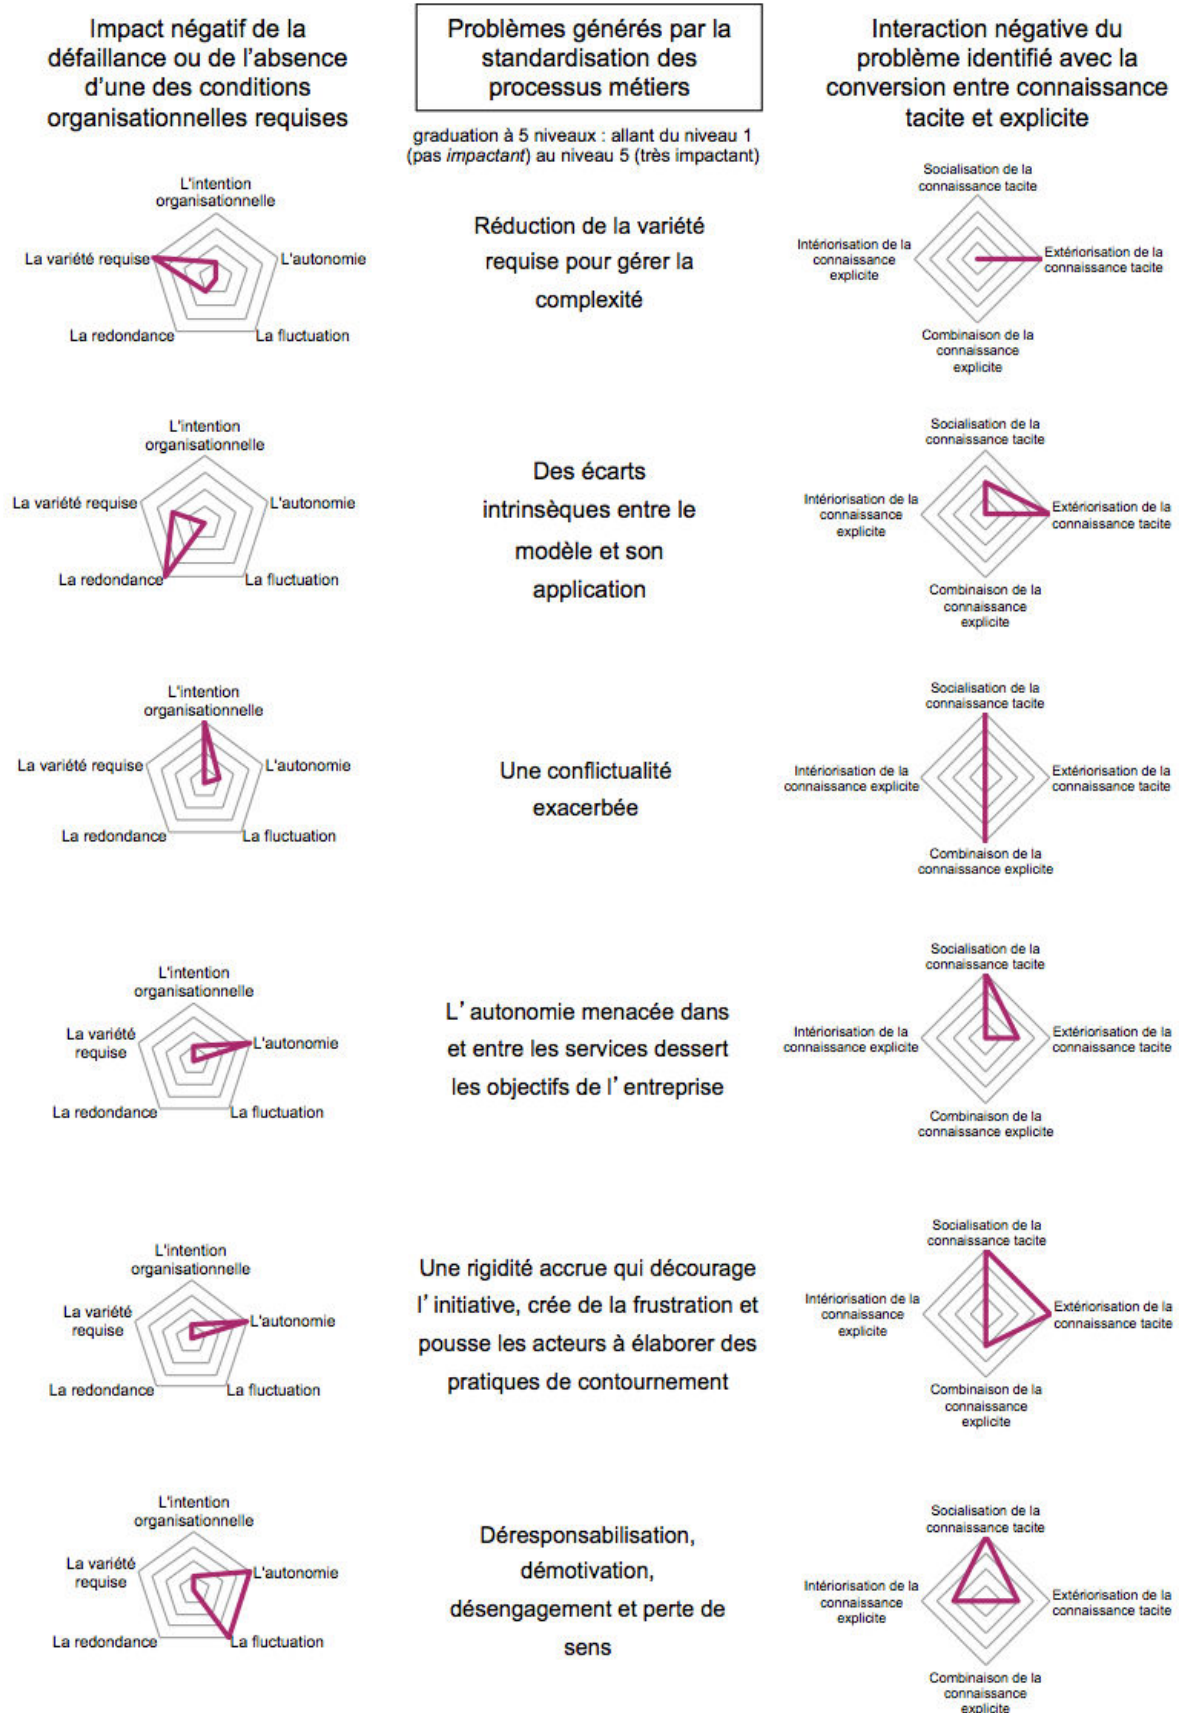 Impact négatif de la
défaillance ou de l'absence
d'une des conditions
organisationnelles requises
Problèmes générés par la
standardisation des
processus métiers
graduation à 5 niveaux : allant du niveau 1
(pas impactant) au niveau 5 (très impactant)
Interaction négative du
problème identifié avec la
conversion entre connaissance
tacite et explicite
L'intention
organisationnelle
La variété requise
L'autonomie
La redondance
La fluctuation
Réduction de la variété
requise pour gérer la
complexité
Socialisation de la
connaissance tacite
Intériorisation de la
connaissance
explicite
Extériorisation de la
connaissance tacite
Combinaison de la
connaissance
explicite
L'intention
organisationnelle
La variété requise
L'autonomie
La redondance
La fluctuation
Des écarts
intrinsèques entre le
modèle et son
application
Socialisation de la
connaissance tacite
Intériorisation de la
connaissance
explicite
Extériorisation de la
connaissance tacite
Combinaison de la
connaissance
explicite
L'intention
organisationnelle
La variété requise
L'autonomie
La redondance
La fluctuation
Une conflictualité
exacerbée
Socialisation de la
connaissance tacite
Intériorisation de la
connaissance explicite
Extériorisation de la
connaissance tacite
Combinaison de la
connaissance explicite
L'intention
organisationnelle
La variété
requise
L'autonomie
La redondance
La fluctuation
L’ autonomie menacée dans
et entre les services dessert
les objectifs de l’ entreprise
Socialisation de la
connaissance tacite
Intériorisation de la
connaissance explicite
Extériorisation de la
connaissance tacite
Combinaison de la
connaissance explicite
L'intention
organisationnelle
La variété
requise
L'autonomie
La redondance
La fluctuation
Une rigidité accrue qui décourage
l’ initiative, crée de la frustration et
pousse les acteurs à élaborer des
pratiques de contournement
Socialisation de la
connaissance tacite
Intériorisation de la
connaissance
explicite
Extériorisation de la
connaissance tacite
Combinaison de la
connaissance
explicite
L'intention
organisationnelle
La variété
requise
L'autonomie
La redondance
La fluctuation
Déresponsabilisation,
démotivation,
désengagement et perte de
sens
Socialisation de la
connaissance tacite
Intériorisation de la
connaissance
explicite
Extériorisation de la
connaissance tacite
Combinaison de la
connaissance
explicite